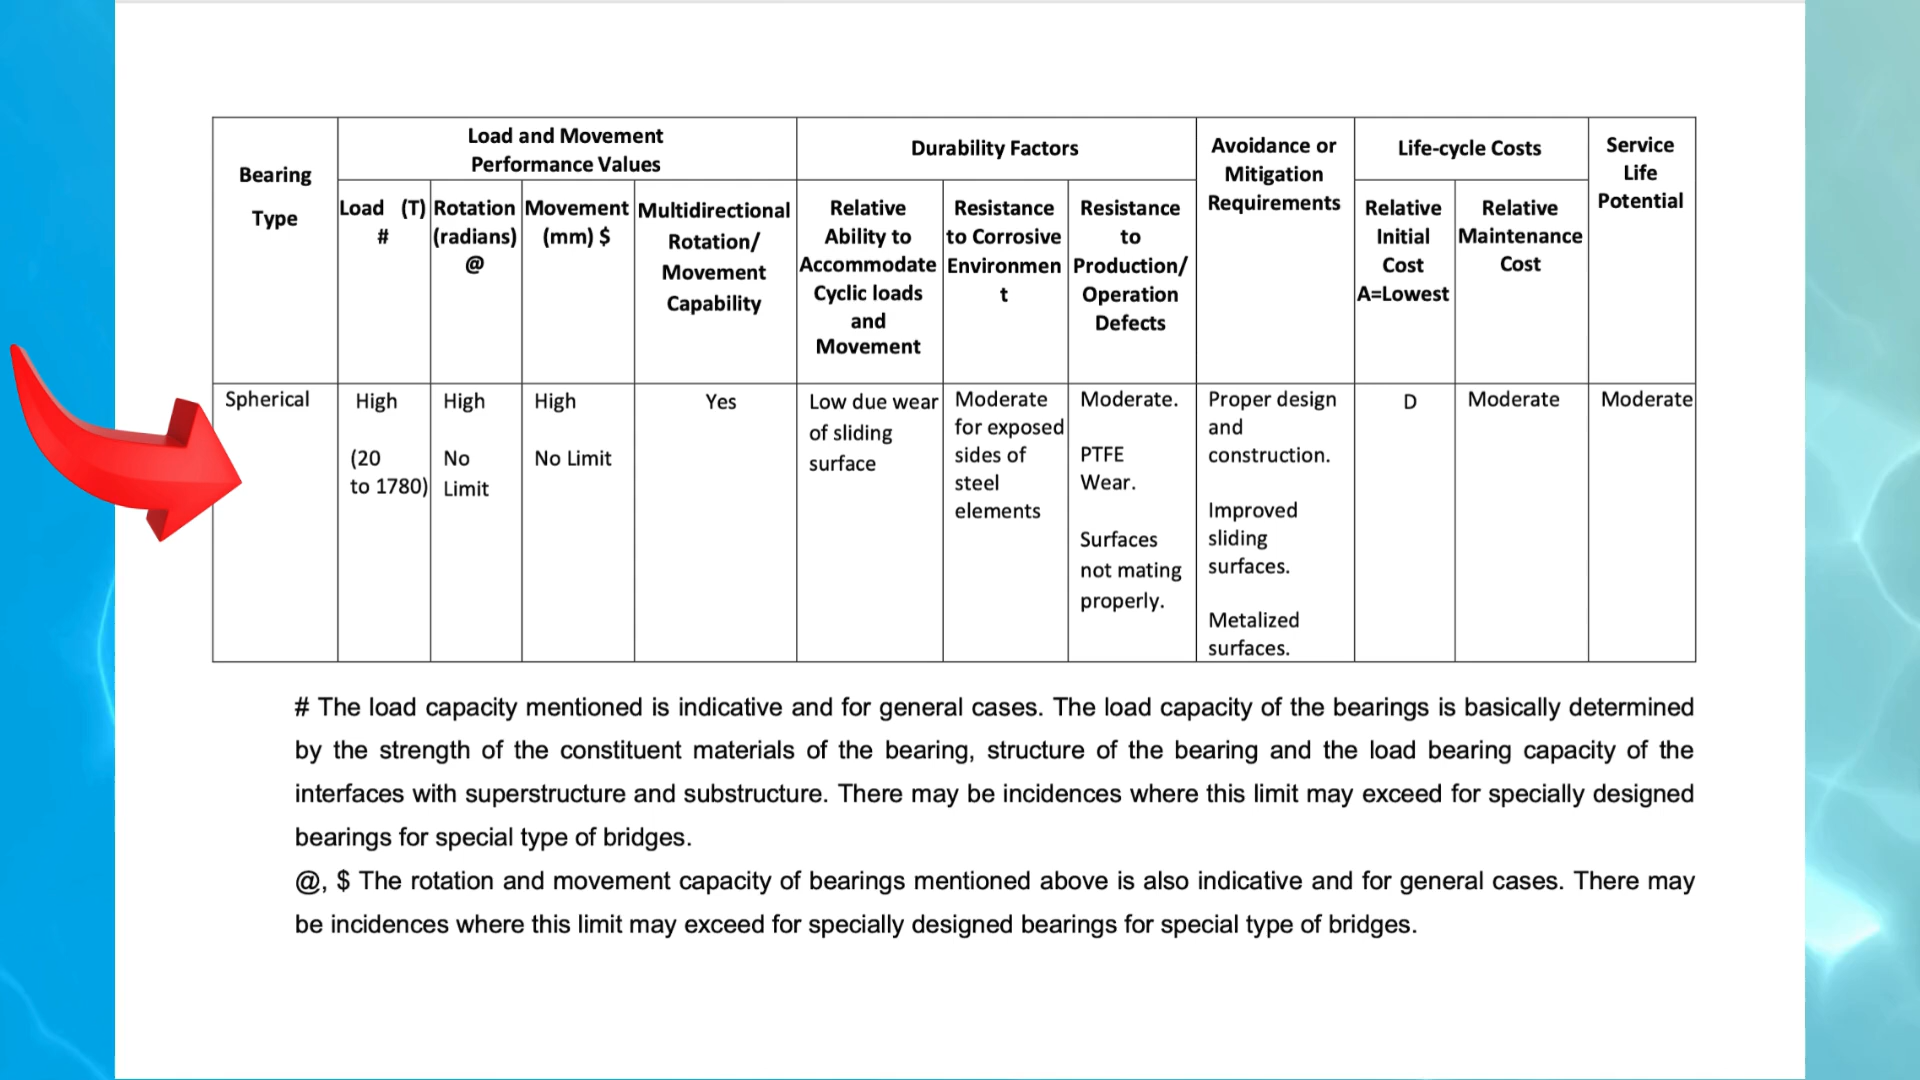 Bearing
Type
Load and Movement
Performance Values
Durability Factors
Avoidance or
Mitigation
Requirements
Life-cycle Costs
Service
Life
Potential
Load (T)
#
Rotation
(radians)
@
Movement
(mm) $
Multidirectional
Rotation/
Movement
Capability
Relative
Ability to
Accommodate
Cyclic loads
and
Movement
Resistance
to Corrosive
Environmen
t
Resistance
to
Production/
Operation
Defects
Relative
Initial
Cost
A=Lowest
Relative
Maintenance
Cost
Spherical
High
(20
to 1780)
High
No
Limit
High
No Limit
Yes
Low due wear
of sliding
surface
Moderate
for exposed
sides of
steel
elements
Moderate.
PTFE
Wear.
Surfaces
not mating
properly.
Proper design
and
construction.
Improved
sliding
surfaces.
Metalized
surfaces.
D
Moderate
Moderate
# The load capacity mentioned is indicative and for general cases. The load capacity of the bearings is basically determined
by the strength of the constituent materials of the bearing, structure of the bearing and the load bearing capacity of the
interfaces with superstructure and substructure. There may be incidences where this limit may exceed for specially designed
bearings for special type of bridges.
@, $ The rotation and movement capacity of bearings mentioned above is also indicative and for general cases. There may
be incidences where this limit may exceed for specially designed bearings for special type of bridges.